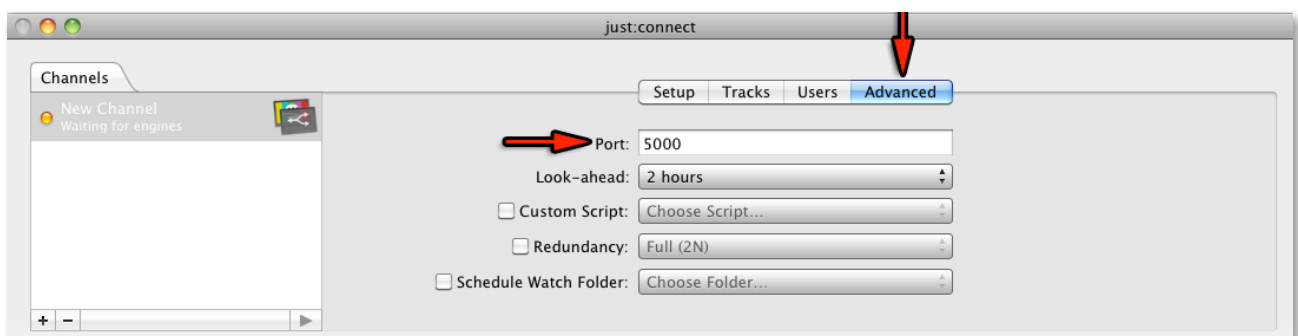 just:connect
Channels
Setup Tracks Users Advanced
New Channel
Waiting for engines
Port: 5000
Look-ahead: 2 hours
Custom Script: Choose Script...
Redundancy: Full (2N)
Schedule Watch Folder: Choose Folder...
+ −